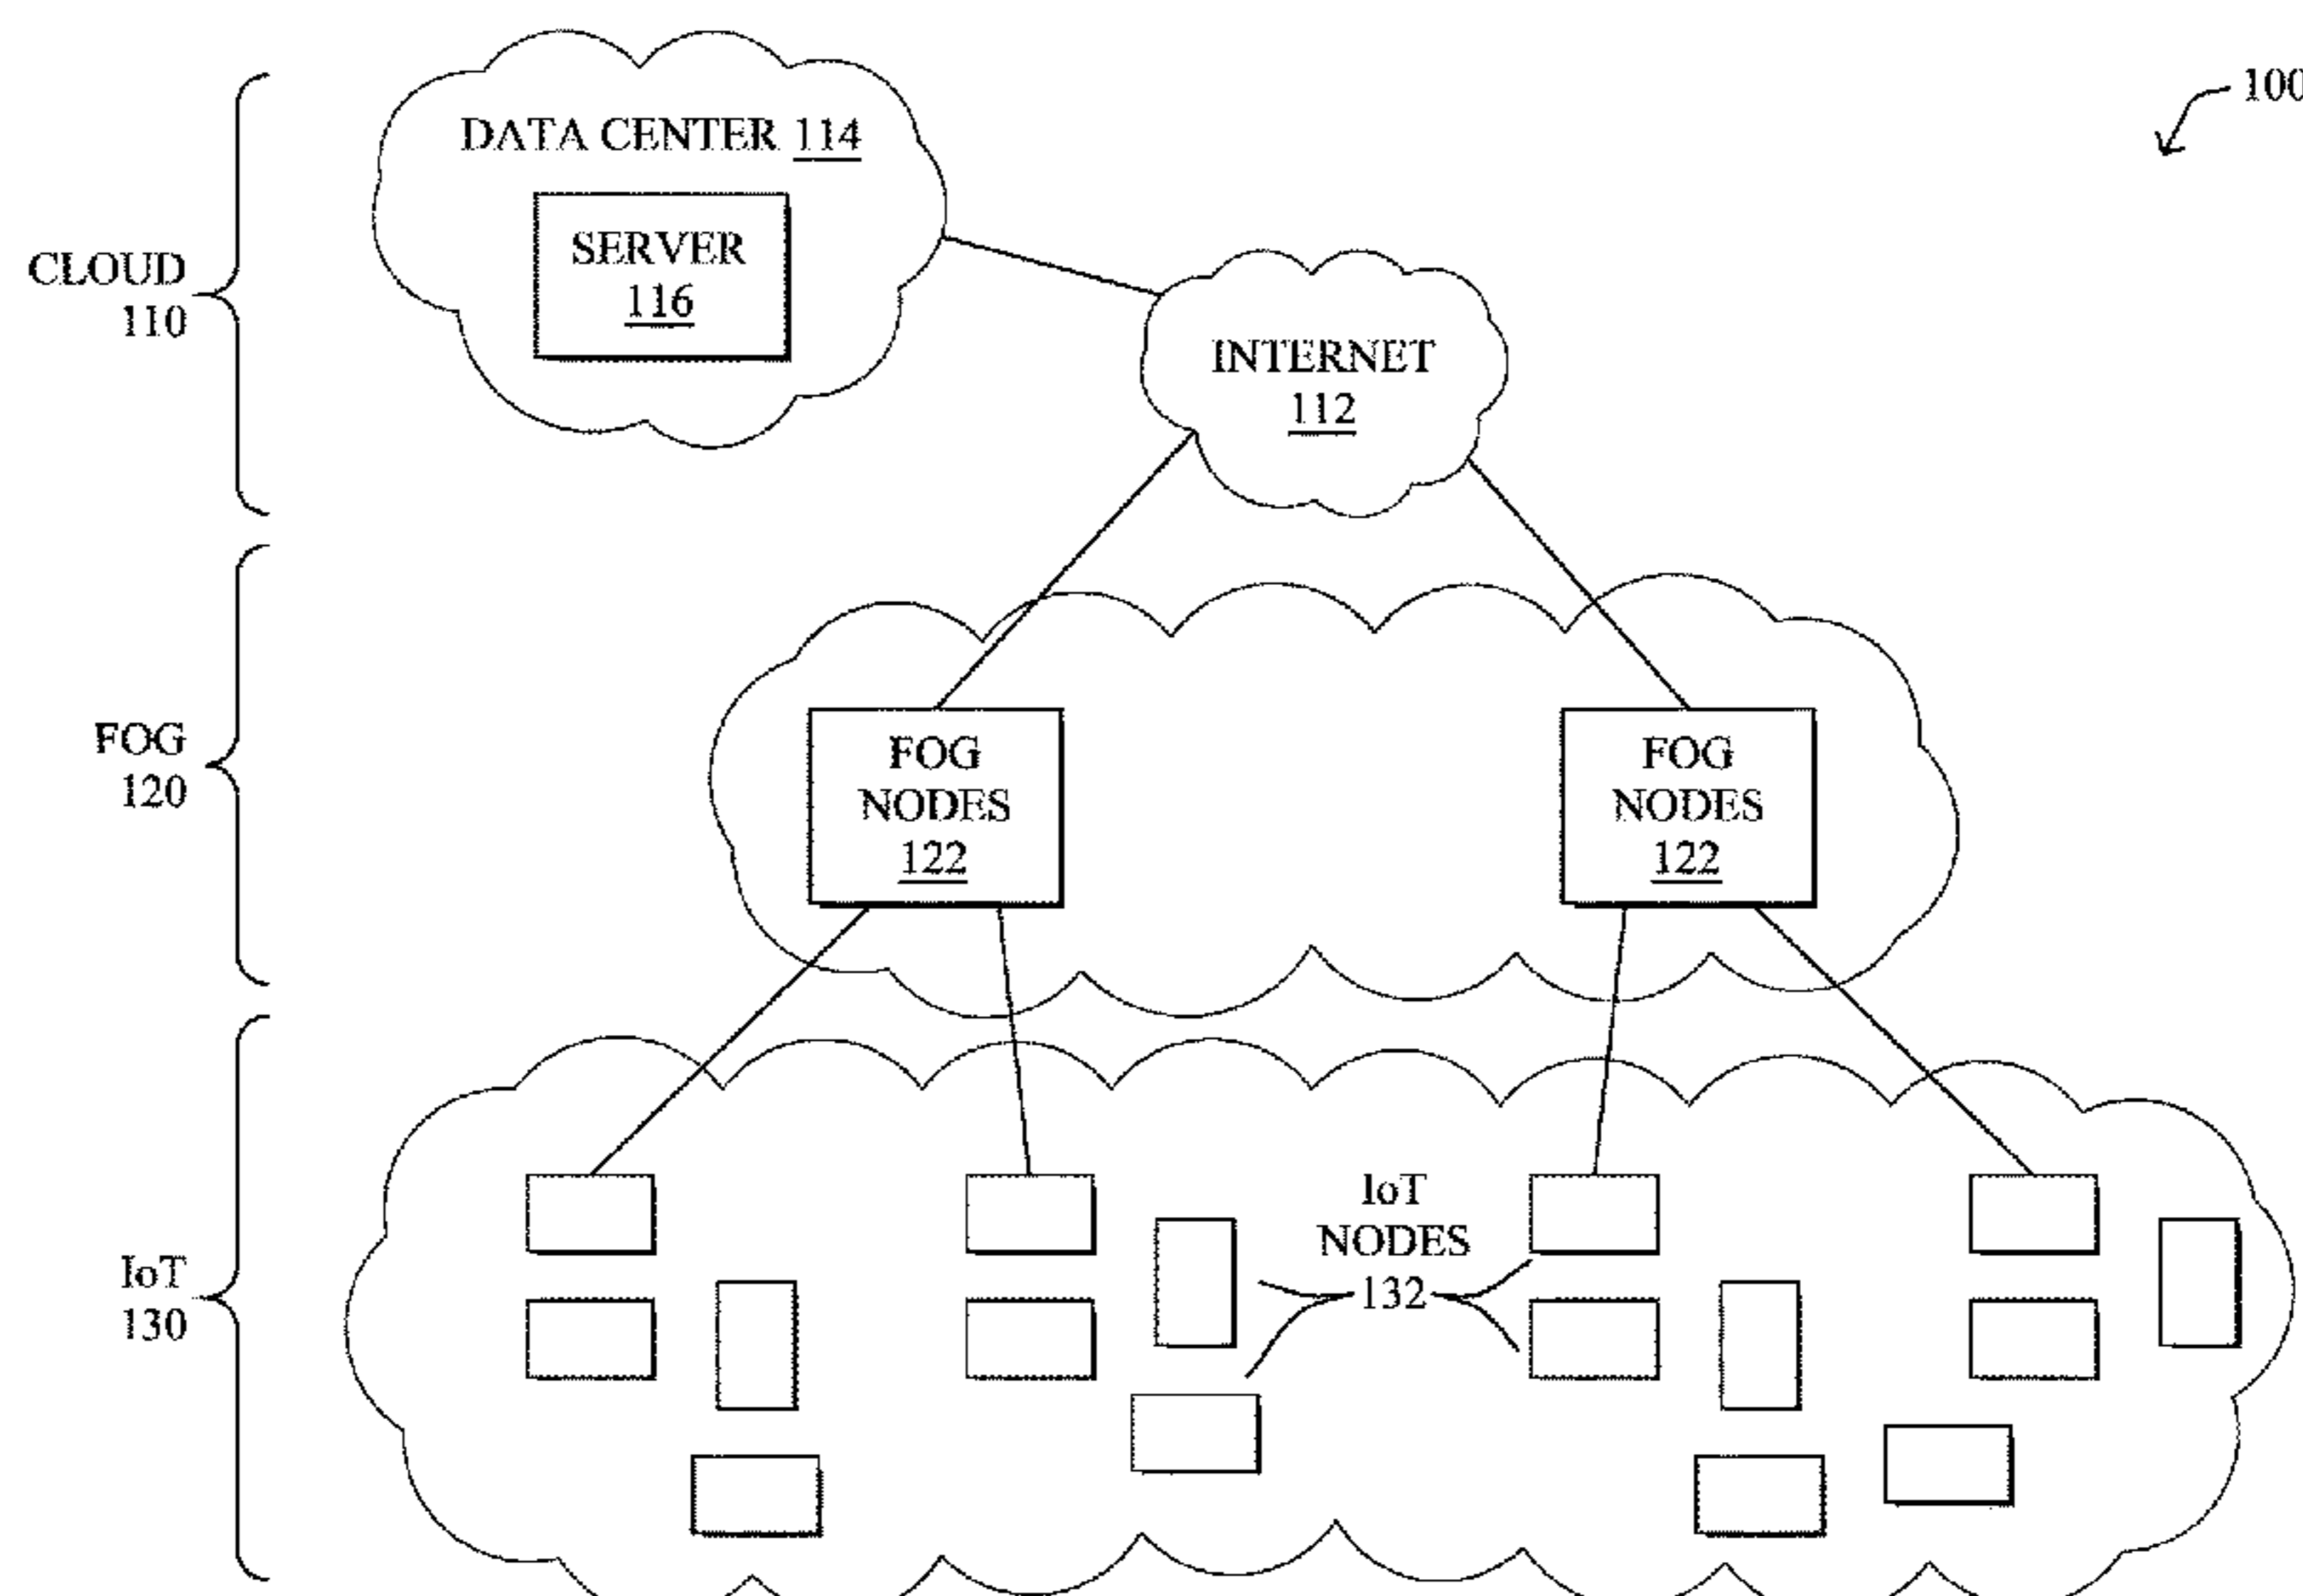 100
DATA CENTER 114
SERVER
116
CLOUD
110
INTERNET
112
FOG
120
FOG
NODES
122
FOG
NODES
122
IoT
130
IoT
NODES
132